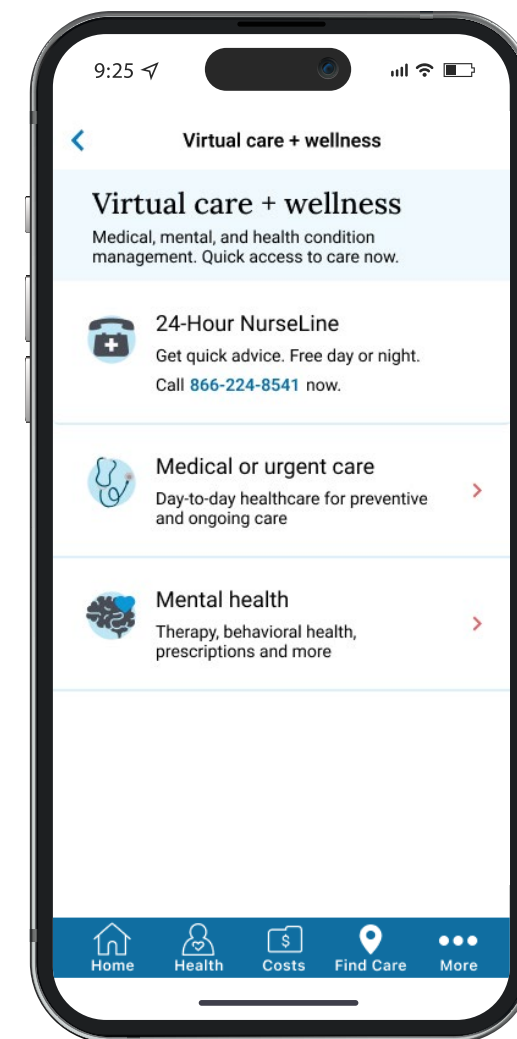 9:25
Virtual care + wellness
Virtual care + wellness
Medical, mental, and health condition
management. Quick access to care now.
24-Hour NurseLine
Get quick advice. Free day or night.
Call 866-224-8541 now.
Medical or urgent care
Day-to-day healthcare for preventive
and ongoing care
Mental health
Therapy, behavioral health,
prescriptions and more
$
Home Health Costs Find Care More